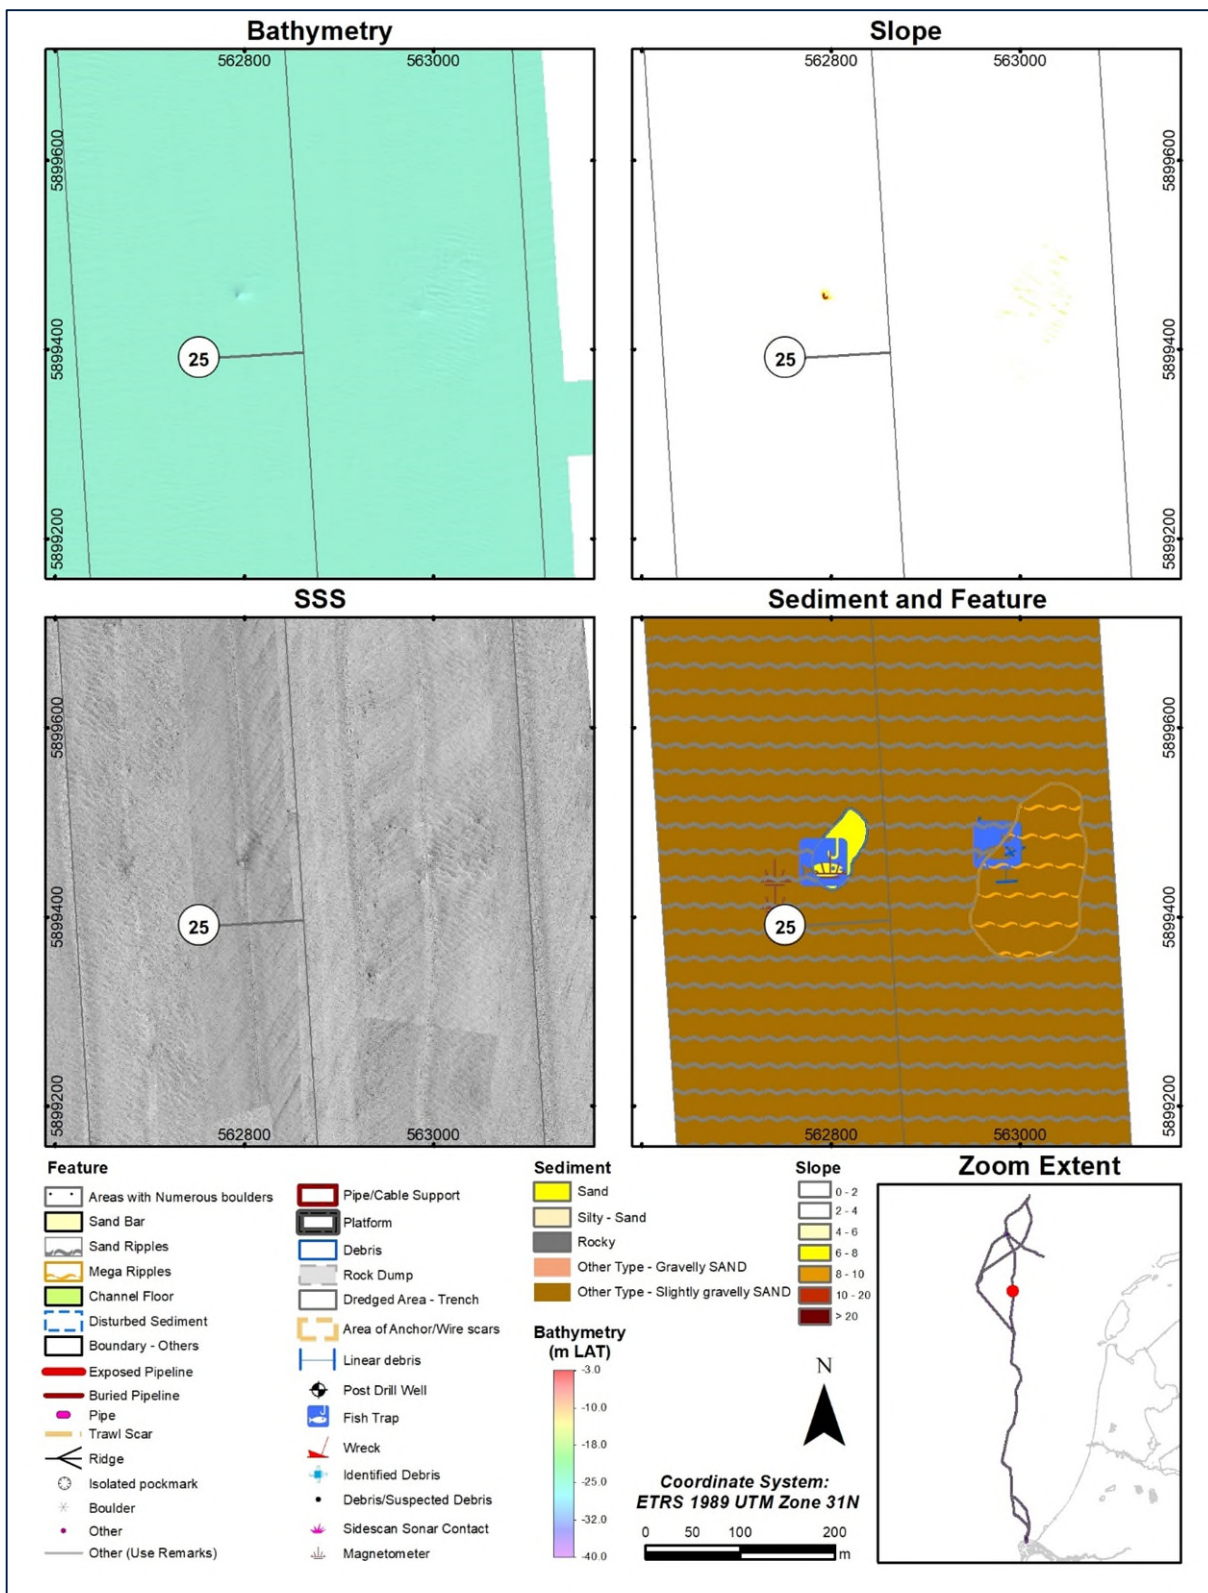 Bathymetry
562800
563000
5899600
5899400
5899200
25
Slope
562800
563000
5899600
5899400
5899200
25
SSS
5899600
5899400
5899200
562800
563000
25
Sediment and Feature
5899600
5899400
5899200
562800
563000
25
Feature
Areas with Numerous boulders
Sand Bar
Sand Ripples
Mega Ripples
Channel Floor
Disturbed Sediment
Boundary - Others
Exposed Pipeline
Buried Pipeline
Pipe
Trawl Scar
Ridge
Isolated pockmark
Boulder
Other
Other (Use Remarks)
Pipe/Cable Support
Platform
Debris
Rock Dump
Dredged Area - Trench
Area of Anchor/Wire scars
Linear debris
Post Drill Well
Fish Trap
Wreck
Identified Debris
Debris/Suspected Debris
Sidescan Sonar Contact
Magnetometer
Sediment
Sand
Silty - Sand
Rocky
Other Type - Gravelly SAND
Other Type - Slightly gravelly SAND
Bathymetry
(m LAT)
-3.0
-10.0
-18.0
-25.0
-32.0
-40.0
Slope
0 - 2
2 - 4
4 - 6
6 - 8
8 - 10
10 - 20
> 20
N
Coordinate System:
ETRS 1989 UTM Zone 31N
0 50 100 200
m
Zoom Extent